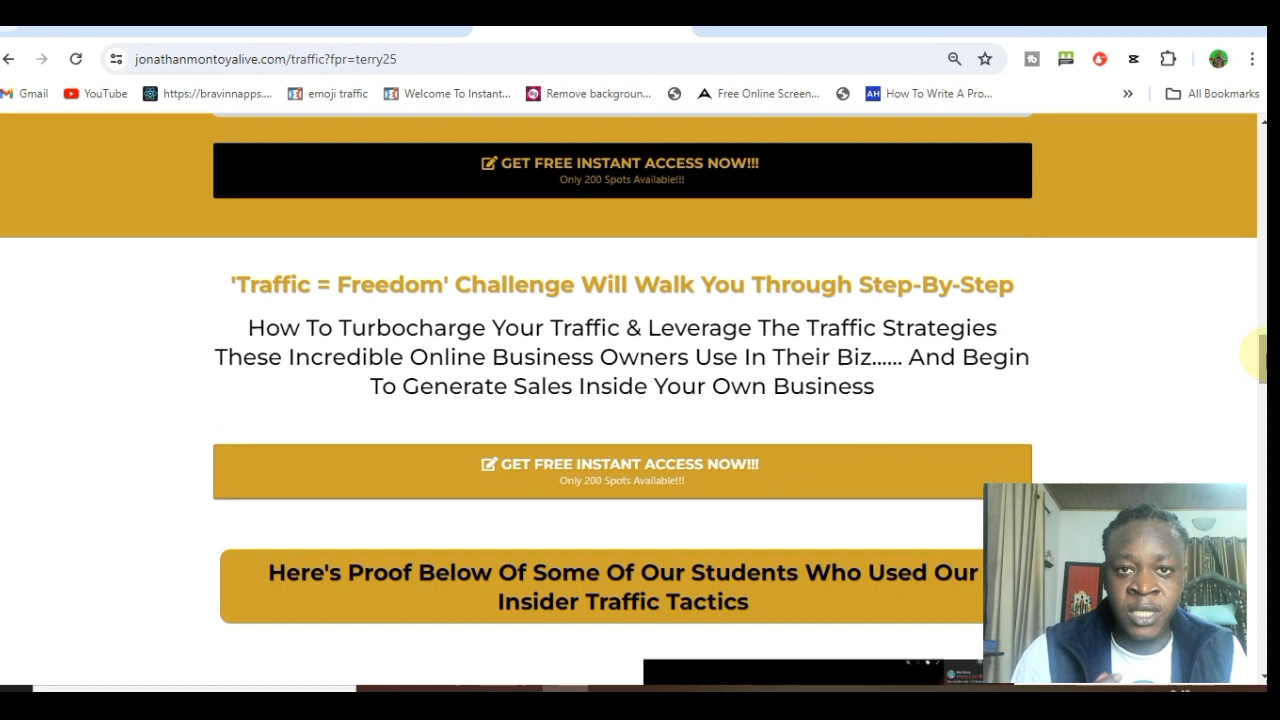 jonathanmontoyalive.com/traffic?fpr=terry25
Gmail
YouTube
https://bravinnapps....
emoji traffic
Welcome To Instant...
Remove backgroun...
Free Online Screen...
AH
How To Write A Pro...
»
All Bookmarks
GET FREE INSTANT ACCESS NOW!!!
Only 200 Spots Available!!!
'Traffic = Freedom' Challenge Will Walk You Through Step-By-Step
How To Turbocharge Your Traffic & Leverage The Traffic Strategies
These Incredible Online Business Owners Use In Their Biz...... And Begin
To Generate Sales Inside Your Own Business
GET FREE INSTANT ACCESS NOW!!!
Only 200 Spots Available!!!
Here's Proof Below Of Some Of Our Students Who Used Our
Insider Traffic Tactics